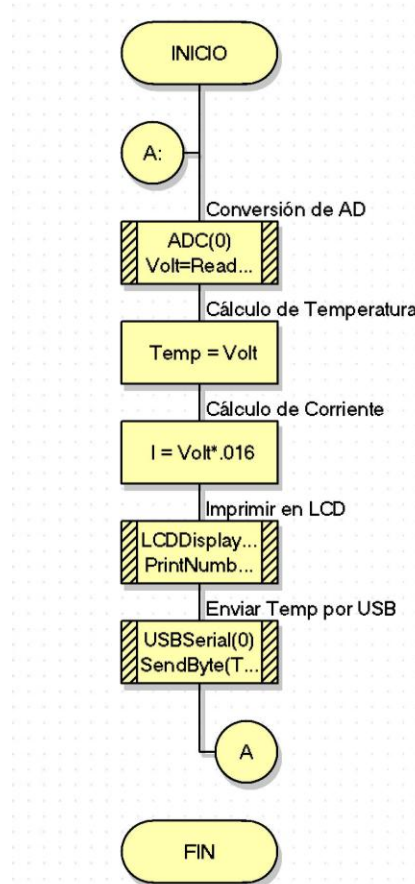 INICIO
A:
Conversión de AD
ADC(0)
Volt=Read...
Cálculo de Temperatura
Temp = Volt
Cálculo de Corriente
I = Volt*.016
Imprimir en LCD
LCDDisplay...
PrintNumb...
Enviar Temp por USB
USBSerial(0)
SendByte(T...
A
FIN